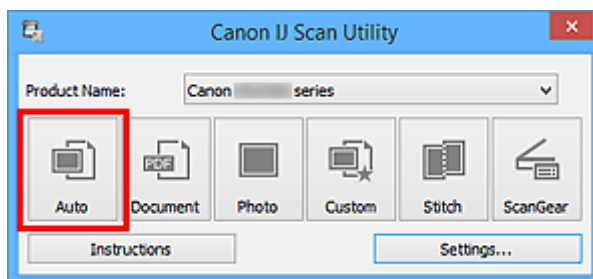 Canon IJ Scan Utility
Product Name: Canon series
PDF
Auto Document Photo Custom Stitch ScanGear
Instructions Settings...